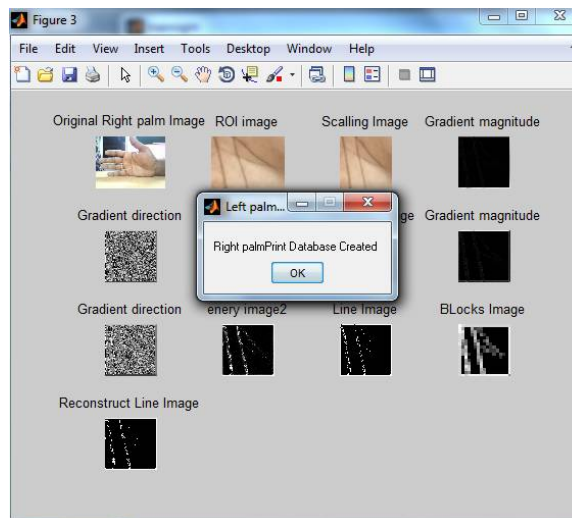 Figure 3
File Edit View Insert Tools Desktop Window Help
Original Right palm Image ROI image Scalling Image Gradient magnitude
Left palm...
Gradient direction ge Gradient magnitude
Right palmPrint Database Created
OK
Gradient direction enery image2 Line Image BLocks Image
Reconstruct Line Image